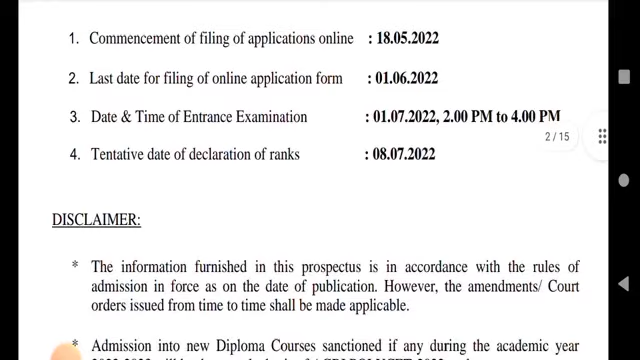 1. Commencement of filing of applications online : 18.05.2022
2. Last date for filing of online application form : 01.06.2022
3. Date & Time of Entrance Examination : 01.07.2022, 2.00 PM to 4.00 PM
2 / 15
4. Tentative date of declaration of ranks : 08.07.2022
DISCLAIMER:
* The information furnished in this prospectus is in accordance with the rules of
admission in force as on the date of publication. However, the amendments/ Court
orders issued from time to time shall be made applicable.
* Admission into new Diploma Courses sanctioned if any during the academic year